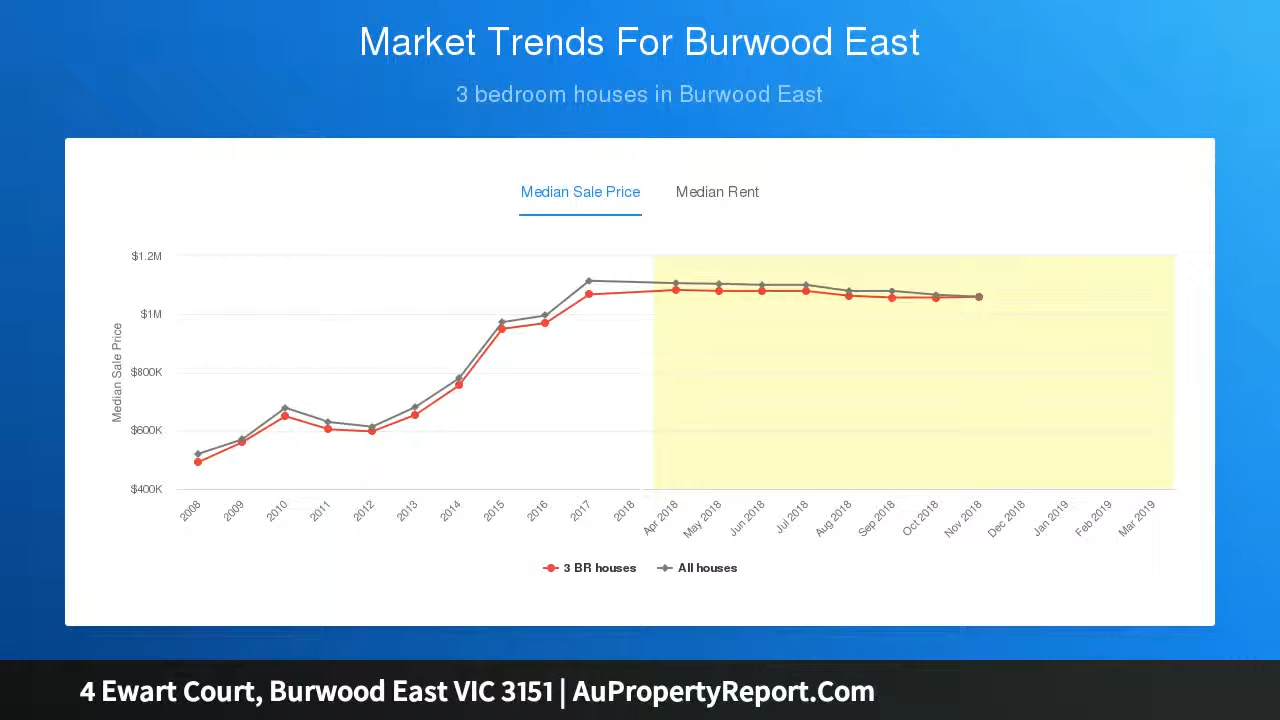 Market Trends For Burwood East
3 bedroom houses in Burwood East
Median Sale Price Median Rent
Median Sale Price
$1.2M
$1M
$800K
$600K
$400K
2008 2009 2010 2011 2012 2013 2014 2015 2016 2017 2018 Apr 2018 May 2018 Jun 2018 Jul 2018 Aug 2018 Sep 2018 Oct 2018 Nov 2018 Dec 2018 Jan 2019 Feb 2019 Mar 2019
3 BR houses All houses
4 Ewart Court, Burwood East VIC 3151 | AuPropertyReport.Com